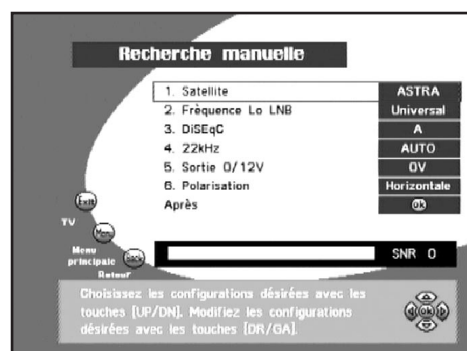 Recherche manuelle
1. Satellite ASTRA
2. Frèquence Lo LNB Universal
3. DiSEqC A
4. 22kHz AUTO
5. Sortie 0/12V 0V
6. Polarisation Horizontale
Après ok
Exit
TV
Menu
Menu
principale
Back
Retour
SNR 0
Choisissez les configurations désirées avec les
touches [UP/DN]. Modifiez les configurations
désirées avec les touches [DR/GA].
ok